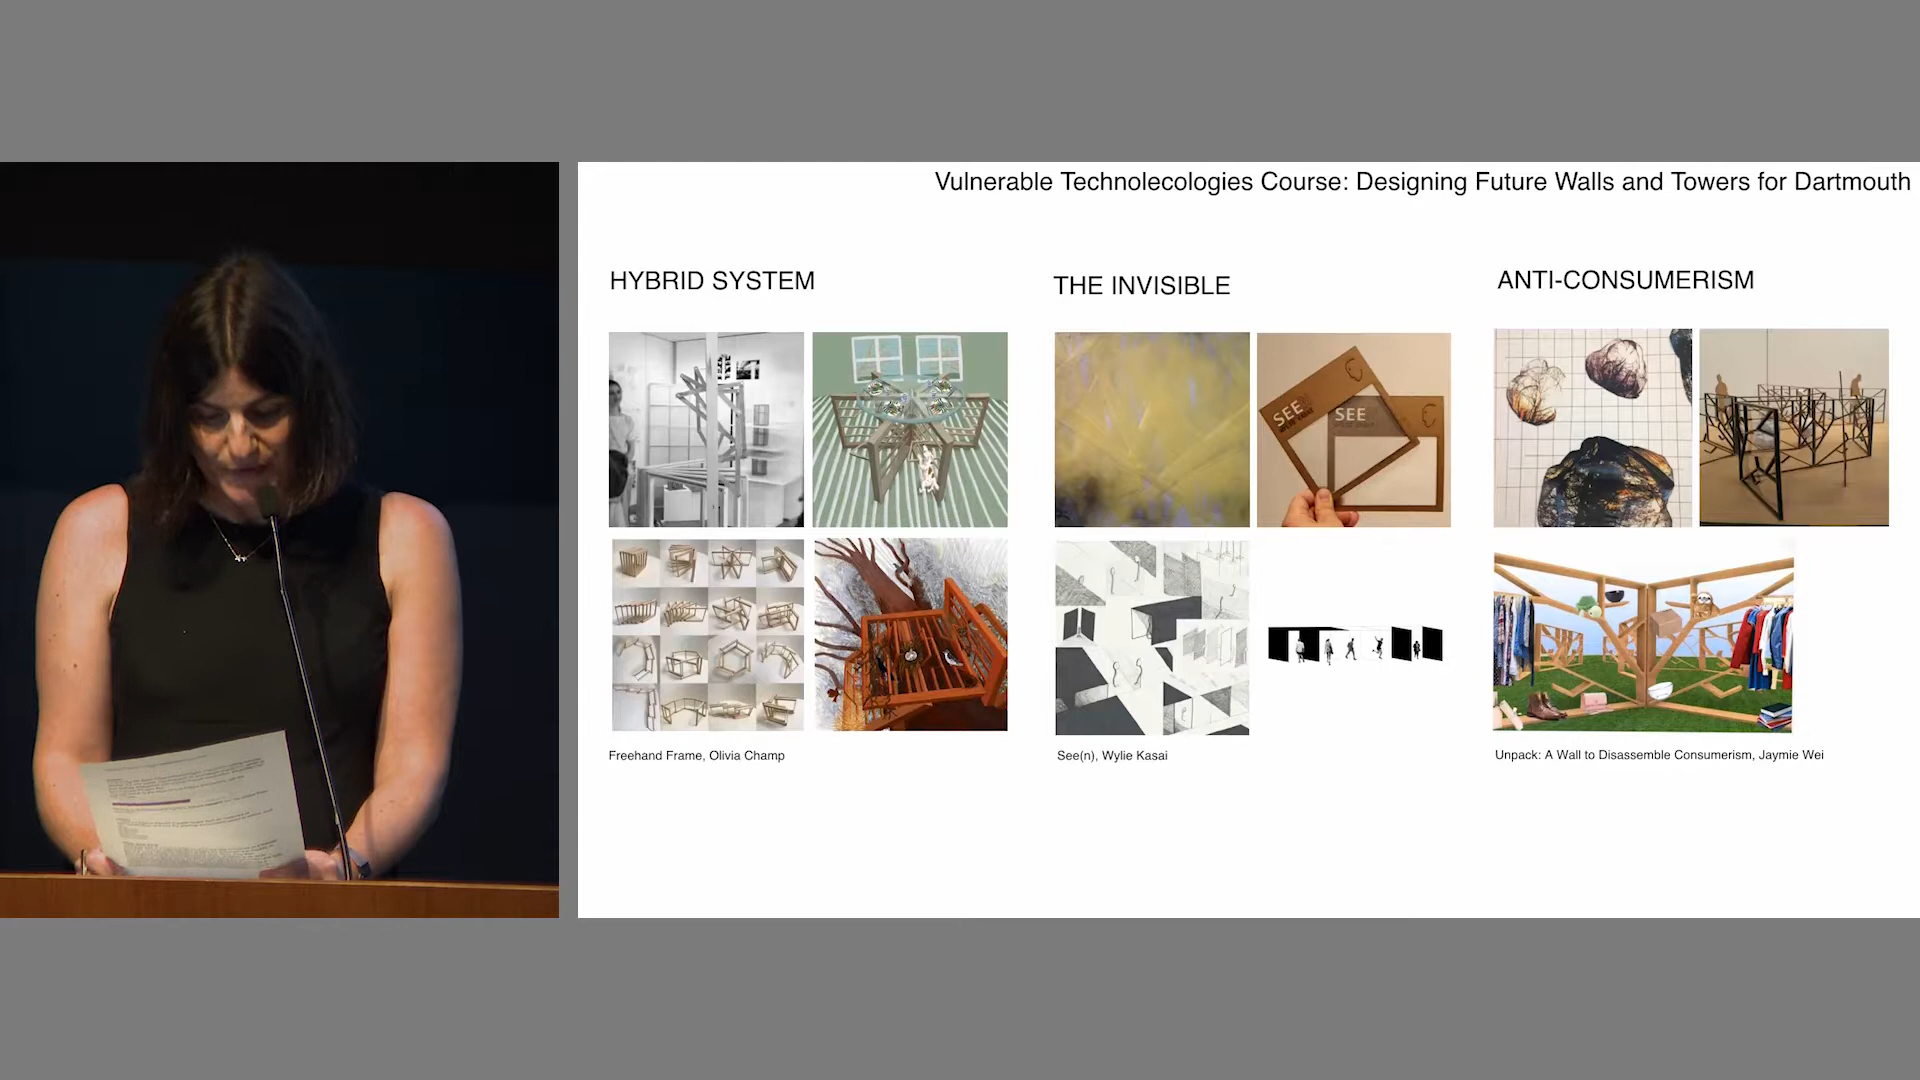 Vulnerable Technolecologies Course: Designing Future Walls and Towers for Dartmouth
HYBRID SYSTEM
THE INVISIBLE
ANTI-CONSUMERISM
SEE
SEE
Freehand Frame, Olivia Champ
See(n), Wylie Kasai
Unpack: A Wall to Disassemble Consumerism, Jaymie Wei